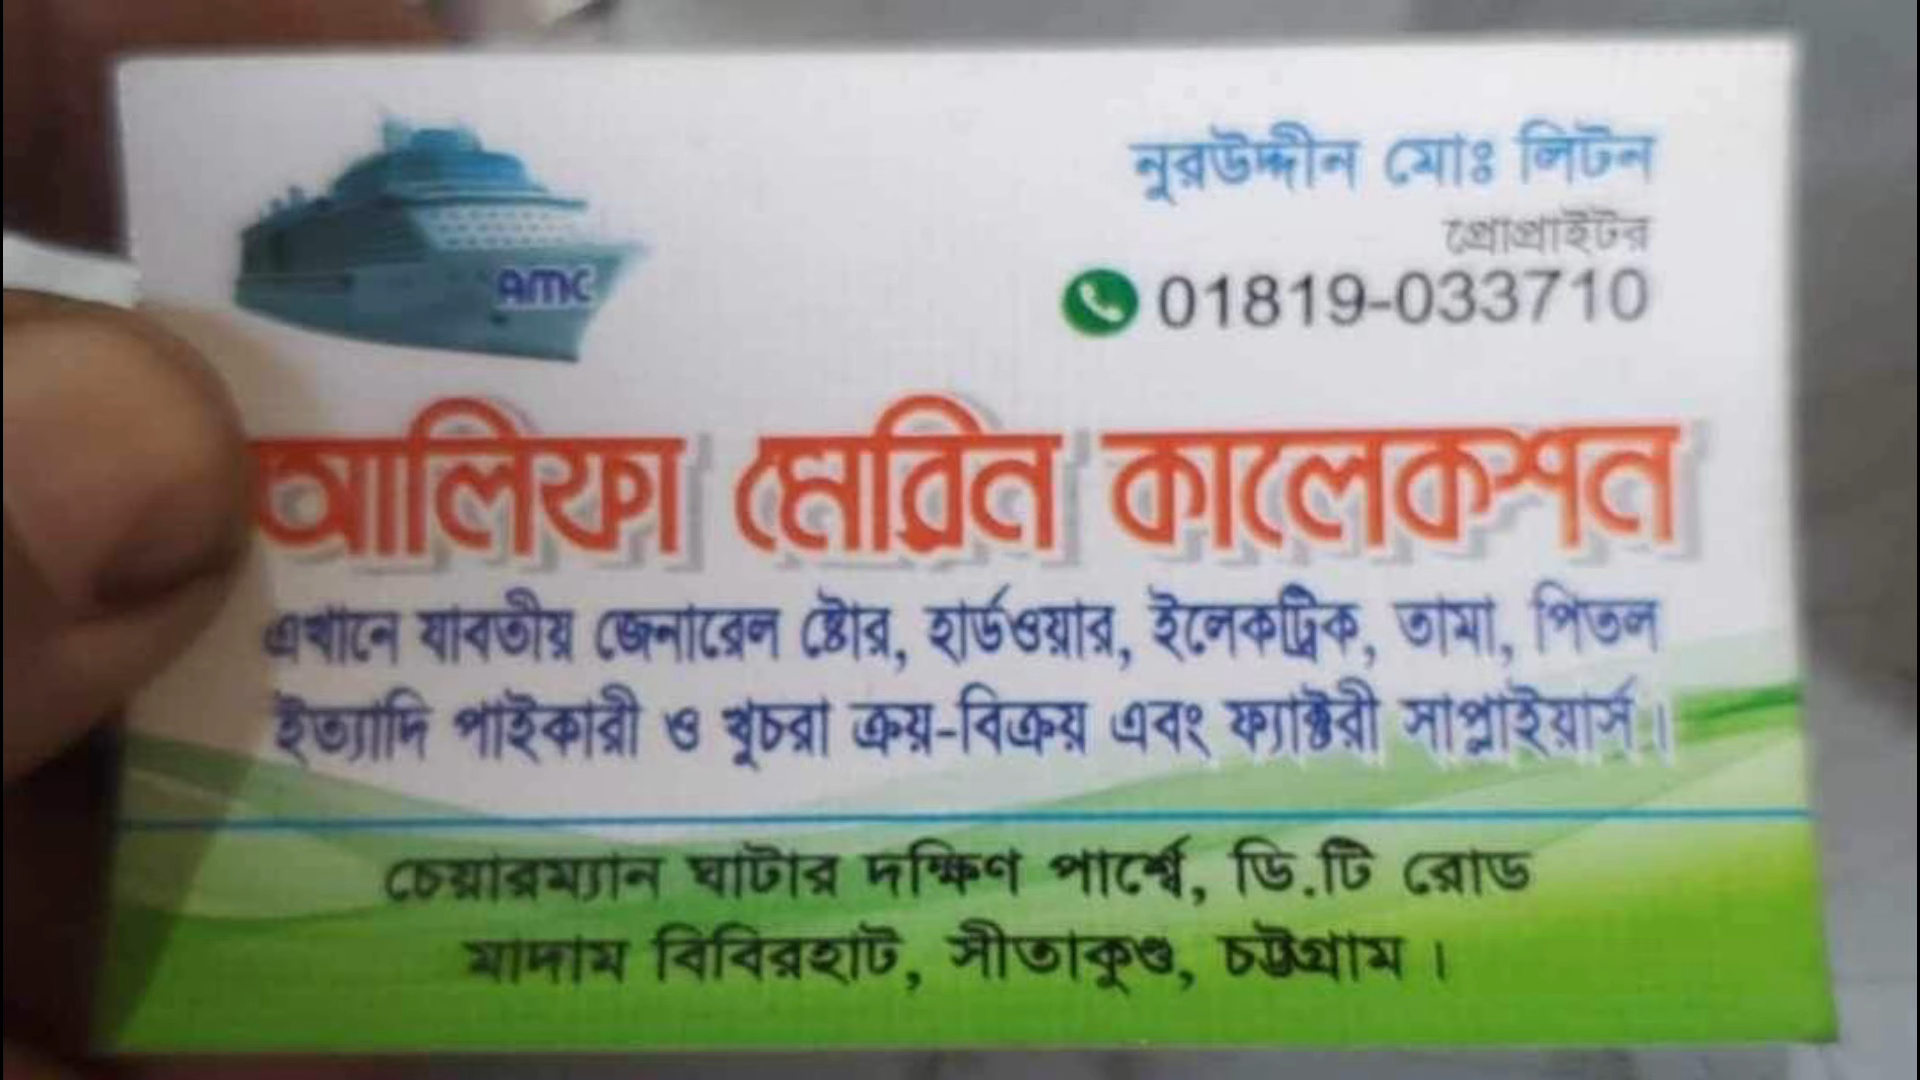 AMC
নুরউদ্দীন মোঃ লিটন
প্রোপ্রাইটর
01819-033710
আলিফা মেরিন কালেকশন
এখানে যাবতীয় জেনারেল ষ্টোর, হার্ডওয়ার, ইলেকট্রিক, তামা, পিতল
ইত্যাদি পাইকারী ও খুচরা ক্রয়-বিক্রয় এবং ফ্যাক্টরী সাপ্লাইয়ার্স।
চেয়ারম্যান ঘাটার দক্ষিণ পার্শ্বে, ডি.টি রোড
মাদাম বিবিরহাট, সীতাকুণ্ড, চট্টগ্রাম।